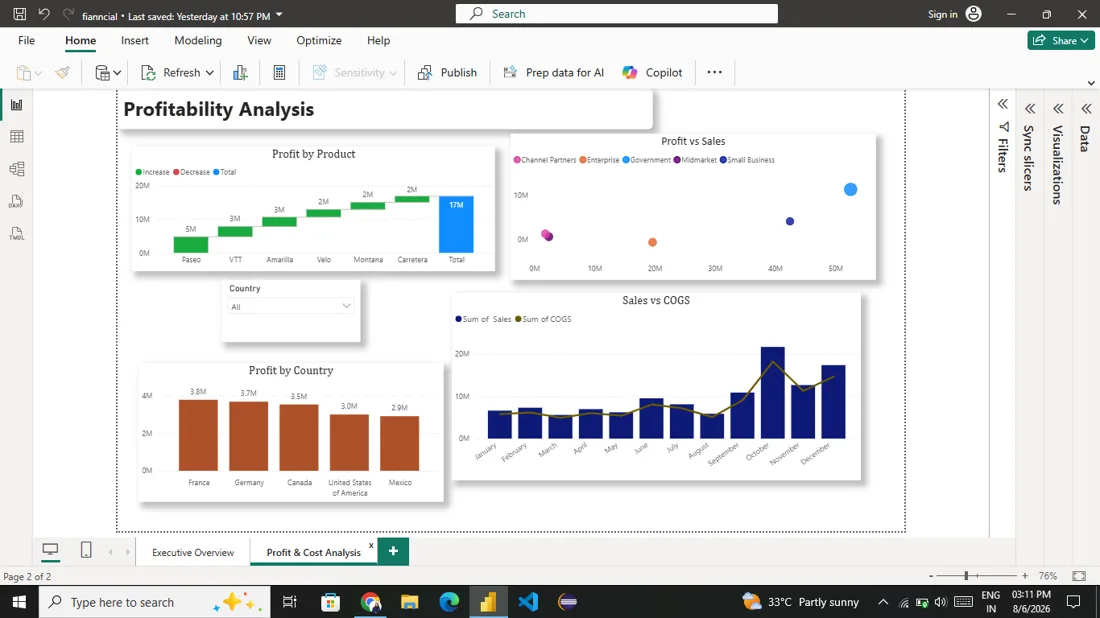 fianncial • Last saved: Yesterday at 10:57 PM
Search
Sign in
File Home Insert Modeling View Optimize Help
Share
Refresh Sensitivity Publish Prep data for AI Copilot
Profitability Analysis
Profit by Product
Increase Decrease Total
20M
10M
0M
5M
3M
3M
2M
2M
2M
17M
Paseo VTT Amarilla Velo Montana Carretera Total
Profit vs Sales
Channel Partners Enterprise Government Midmarket Small Business
10M
0M
0M 10M 20M 30M 40M 50M
Country
All
Sales vs COGS
Sum of Sales Sum of COGS
20M
10M
0M
January February March April May June July August September October November December
Profit by Country
4M
2M
0M
3.8M
3.7M
3.5M
3.0M
2.9M
France Germany Canada United States of America Mexico
Filters
Sync slicers
Visualizations
Data
DAX
TMDL
Executive Overview
Profit & Cost Analysis x
+
Page 2 of 2
- + 76%
Type here to search
33°C Partly sunny
ENG
IN
03:11 PM
8/6/2026